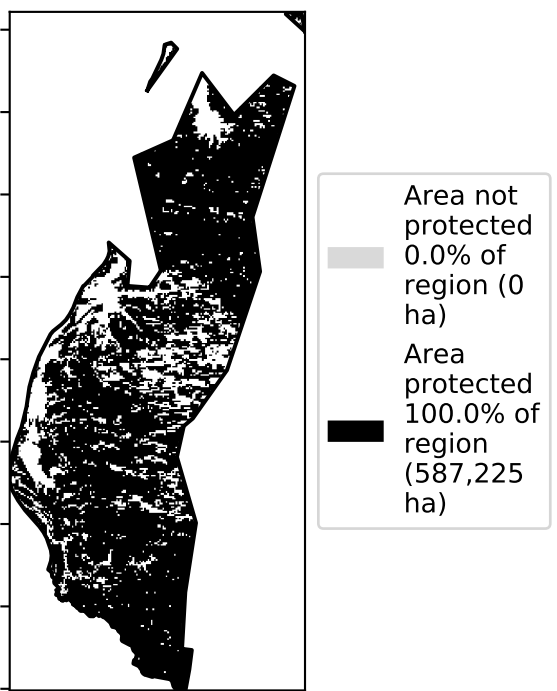 Area not
protected
0.0% of
region (0
ha)
Area
protected
100.0% of
region
(587,225
ha)